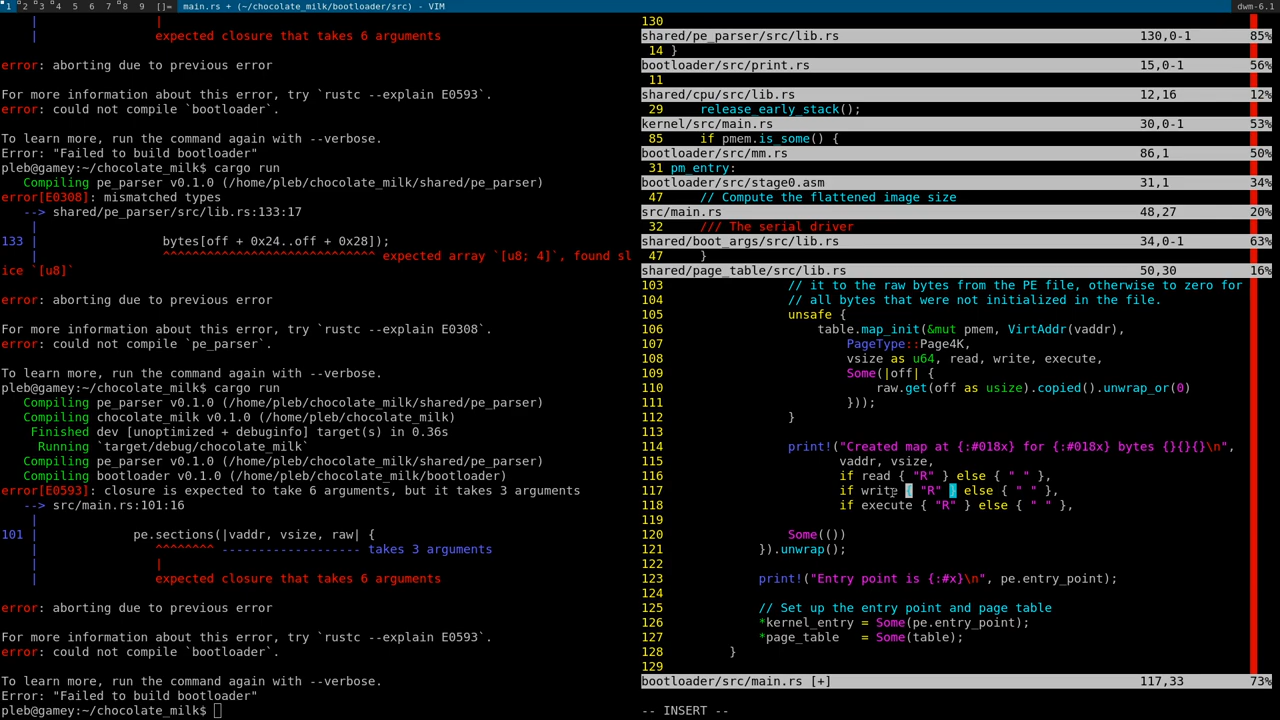 1 2 3 4 5 6 7 8 9 []= main.rs + (~/chocolate_milk/bootloader/src) - VIM dwm-6.1
| |
| expected closure that takes 6 arguments
error: aborting due to previous error
For more information about this error, try `rustc --explain E0593`.
error: could not compile `bootloader`.
To learn more, run the command again with --verbose.
Error: "Failed to build bootloader"
pleb@gamey:~/chocolate_milk$ cargo run
Compiling pe_parser v0.1.0 (/home/pleb/chocolate_milk/shared/pe_parser)
error[E0308]: mismatched types
--> shared/pe_parser/src/lib.rs:133:17
|
133 | bytes[off + 0x24..off + 0x28]);
| ^^^^^^^^^^^^^^^^^^^^^^^^^^^^^ expected array `[u8; 4]`, found sl
ice `[u8]`
error: aborting due to previous error
For more information about this error, try `rustc --explain E0308`.
error: could not compile `pe_parser`.
To learn more, run the command again with --verbose.
pleb@gamey:~/chocolate_milk$ cargo run
Compiling pe_parser v0.1.0 (/home/pleb/chocolate_milk/shared/pe_parser)
Compiling chocolate_milk v0.1.0 (/home/pleb/chocolate_milk)
Finished dev [unoptimized + debuginfo] target(s) in 0.36s
Running `target/debug/chocolate_milk`
Compiling pe_parser v0.1.0 (/home/pleb/chocolate_milk/shared/pe_parser)
Compiling bootloader v0.1.0 (/home/pleb/chocolate_milk/bootloader)
error[E0593]: closure is expected to take 6 arguments, but it takes 3 arguments
--> src/main.rs:101:16
|
101 | pe.sections(|vaddr, vsize, raw| {
| ^^^^^^^^ ------------------- takes 3 arguments
| |
| expected closure that takes 6 arguments
error: aborting due to previous error
For more information about this error, try `rustc --explain E0593`.
error: could not compile `bootloader`.
To learn more, run the command again with --verbose.
Error: "Failed to build bootloader"
pleb@gamey:~/chocolate_milk$
130
shared/pe_parser/src/lib.rs 130,0-1 85%
14 }
bootloader/src/print.rs 15,0-1 56%
11
shared/cpu/src/lib.rs 12,16 12%
29 release_early_stack();
kernel/src/main.rs 30,0-1 53%
85 if pmem.is_some() {
bootloader/src/mm.rs 86,1 50%
31 pm_entry:
bootloader/src/stage0.asm 31,1 34%
47 // Compute the flattened image size
src/main.rs 48,27 20%
32 /// The serial driver
shared/boot_args/src/lib.rs 34,0-1 63%
47 }
shared/page_table/src/lib.rs 50,30 16%
103 // it to the raw bytes from the PE file, otherwise to zero for
104 // all bytes that were not initialized in the file.
105 unsafe {
106 table.map_init(&mut pmem, VirtAddr(vaddr),
107 PageType::Page4K,
108 vsize as u64, read, write, execute,
109 Some(|off| {
110 raw.get(off as usize).copied().unwrap_or(0)
111 }));
112 }
113
114 print!("Created map at {:#018x} for {:#018x} bytes {}{}{}\n",
115 vaddr, vsize,
116 if read { "R" } else { " " },
117 if write { "R" } else { " " },
118 if execute { "R" } else { " " },
119
120 Some(())
121 }).unwrap();
122
123 print!("Entry point is {:#x}\n", pe.entry_point);
124
125 // Set up the entry point and page table
126 *kernel_entry = Some(pe.entry_point);
127 *page_table = Some(table);
128 }
129
bootloader/src/main.rs [+] 117,33 73%
-- INSERT --